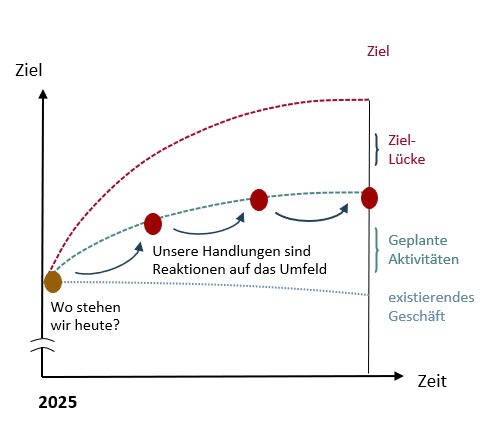 Ziel
Ziel
Ziel-
Lücke
Geplante
Aktivitäten
Unsere Handlungen sind
Reaktionen auf das Umfeld
existierendes
Geschäft
Wo stehen
wir heute?
Zeit
2025